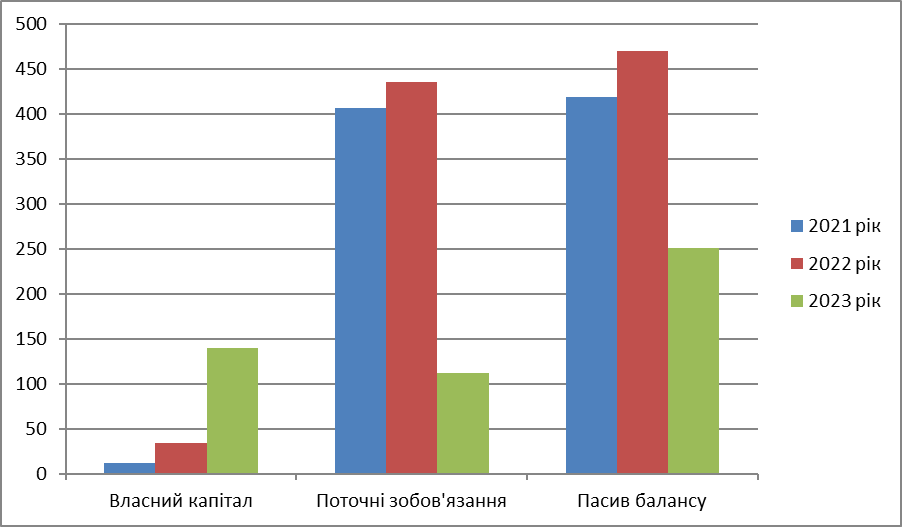 500
450
400
350
300
250
200
150
100
50
0
Власний капітал
Поточні зобов'язання
Пасив балансу
2021 рік
2022 рік
2023 рік